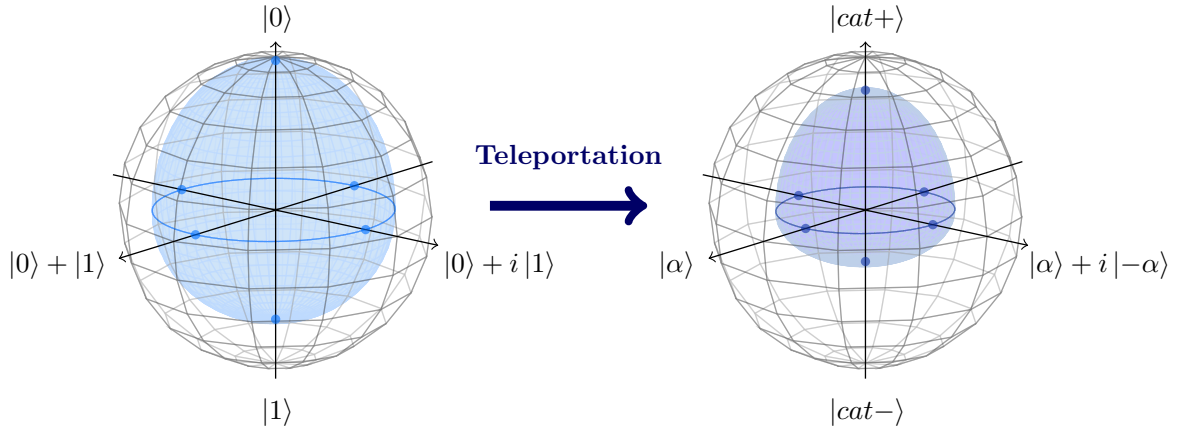 |0⟩
|cat+⟩
Teleportation
|0⟩ + |1⟩
|0⟩ + i |1⟩
|α⟩
|α⟩ + i |−α⟩
|1⟩
|cat−⟩